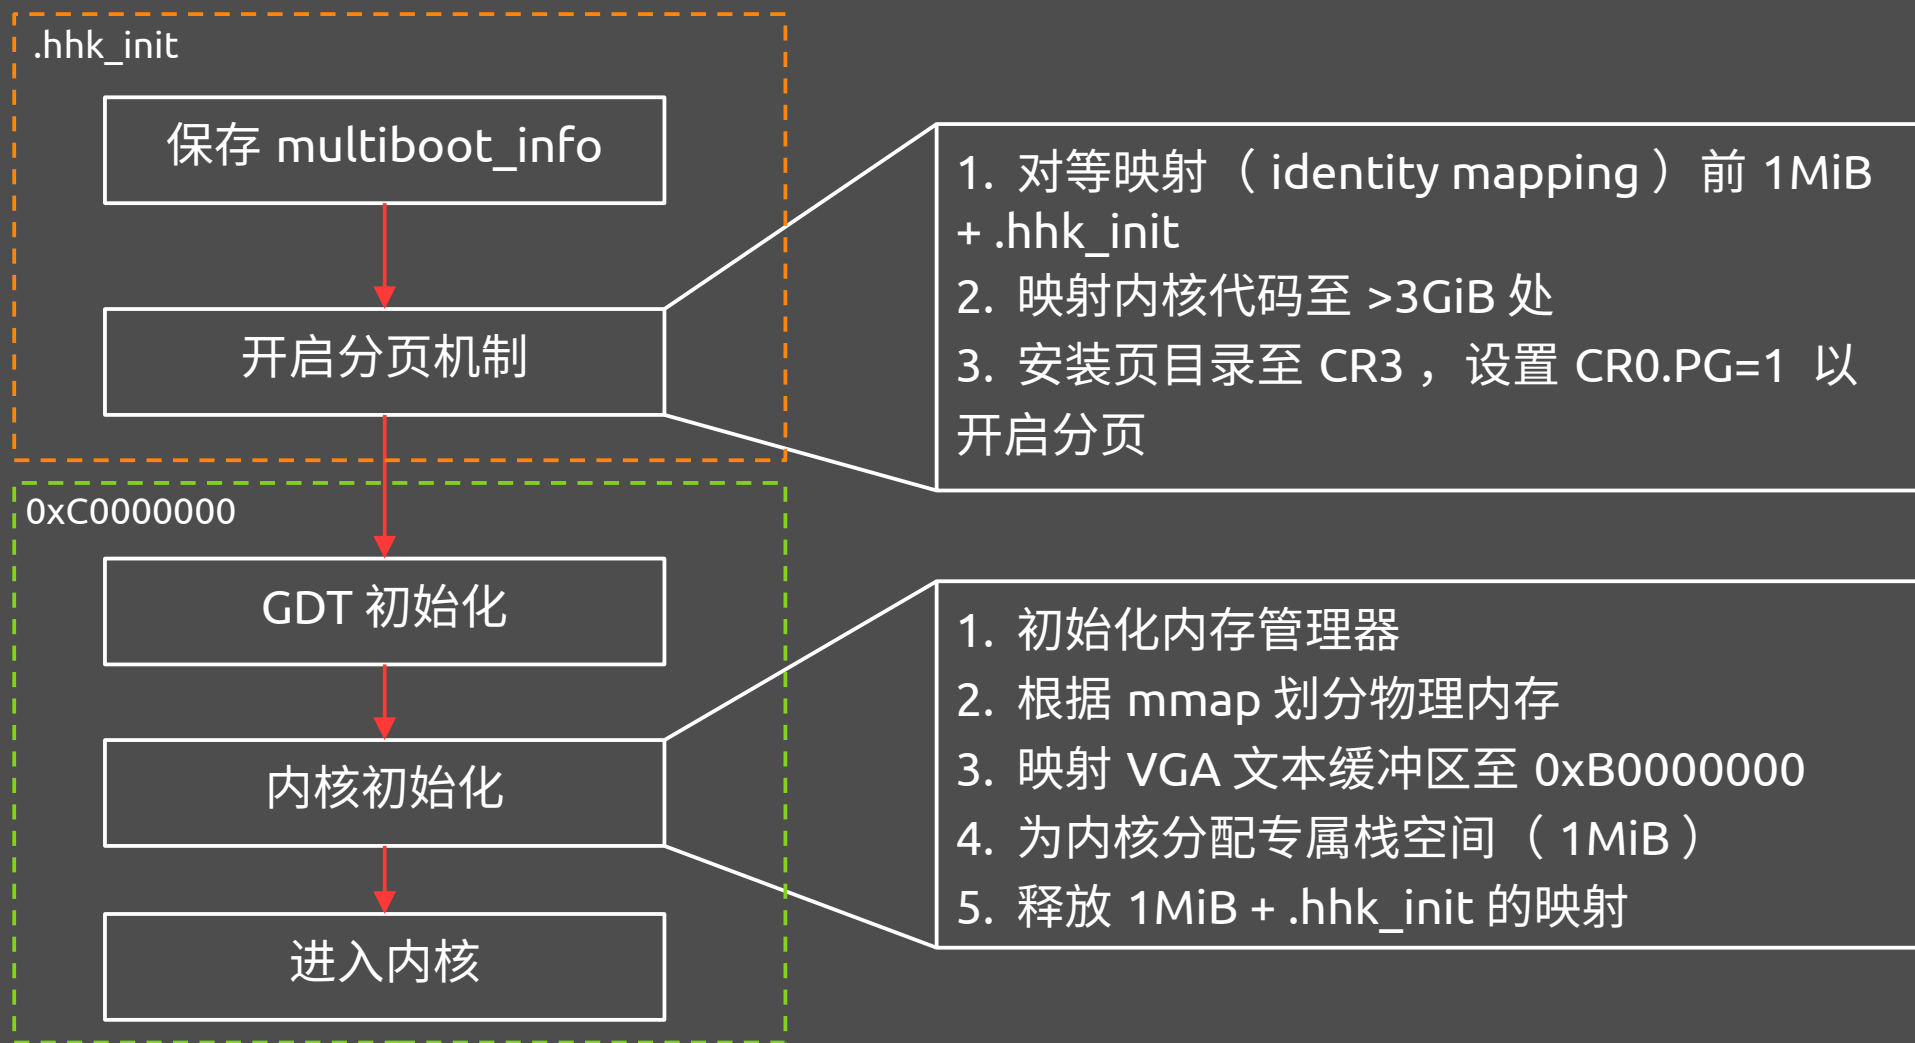 .hhk_init
保存 multiboot_info
开启分页机制
1. 对等映射（ identity mapping ）前 1MiB
+ .hhk_init
2. 映射内核代码至 >3GiB 处
3. 安装页目录至 CR3 ，设置 CR0.PG=1 以
开启分页
0xC0000000
GDT 初始化
内核初始化
进入内核
1. 初始化内存管理器
2. 根据 mmap 划分物理内存
3. 映射 VGA 文本缓冲区至 0xB0000000
4. 为内核分配专属栈空间（ 1MiB ）
5. 释放 1MiB + .hhk_init 的映射